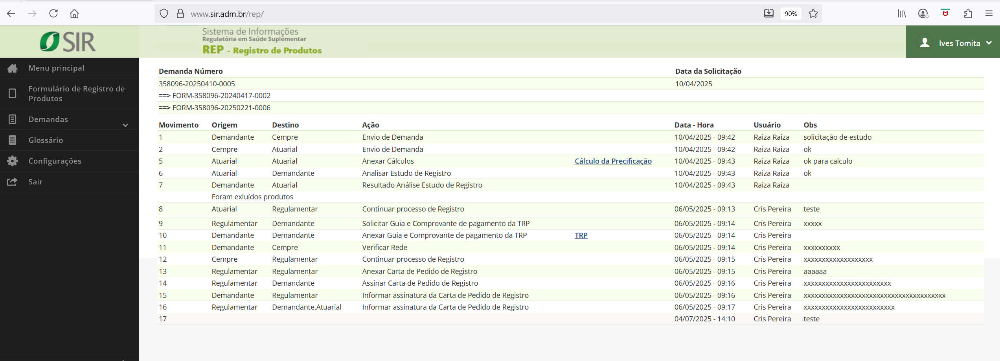 www.sir.adm.br/rep/
90%
SIR
Sistema de Informações
Regulatória em Saúde Suplementar
REP - Registro de Produtos
Ives Tomita
Menu principal
Formulário de Registro de
Produtos
Demandas
Glossário
Configurações
Sair
Demanda Número Data da Solicitação
358096-20250410-0005 10/04/2025
==> FORM-358096-20240417-0002
==> FORM-358096-20250221-0006
Movimento Origem Destino Ação Data - Hora Usuário Obs
1 Demandante Cempre Envio de Demanda 10/04/2025 - 09:42 Raiza Raiza solicitação de estudo
2 Cempre Atuarial Envio de Demanda 10/04/2025 - 09:42 Raiza Raiza ok
5 Atuarial Atuarial Anexar Cálculos Cálculo da Precificação 10/04/2025 - 09:43 Raiza Raiza ok para calculo
6 Atuarial Demandante Analisar Estudo de Registro 10/04/2025 - 09:43 Raiza Raiza ok
7 Demandante Atuarial Resultado Análise Estudo de Registro 10/04/2025 - 09:43 Raiza Raiza
Foram exluídos produtos
8 Atuarial Regulamentar Continuar processo de Registro 06/05/2025 - 09:13 Cris Pereira teste
9 Regulamentar Demandante Solicitar Guia e Comprovante de pagamento da TRP 06/05/2025 - 09:14 Cris Pereira xxxxx
10 Demandante Demandante Anexar Guia e Comprovante de pagamento da TRP TRP 06/05/2025 - 09:14 Cris Pereira
11 Demandante Cempre Verificar Rede 06/05/2025 - 09:14 Cris Pereira xxxxxxxxxx
12 Cempre Regulamentar Continuar processo de Registro 06/05/2025 - 09:15 Cris Pereira xxxxxxxxxxxxxxxxxxx
13 Regulamentar Regulamentar Anexar Carta de Pedido de Registro 06/05/2025 - 09:15 Cris Pereira aaaaaa
14 Regulamentar Demandante Assinar Carta de Pedido de Registro 06/05/2025 - 09:16 Cris Pereira xxxxxxxxxxxxxxxxxxxxxxxx
15 Demandante Regulamentar Informar assinatura da Carta de Pedido de Registro 06/05/2025 - 09:16 Cris Pereira xxxxxxxxxxxxxxxxxxxxxxxxxxxxxxxxxxxxxxx
16 Regulamentar Demandante,Atuarial Informar assinatura da Carta de Pedido de Registro 06/05/2025 - 09:17 Cris Pereira xxxxxxxxxxxxxxxxxxxxxxxxx
17 04/07/2025 - 14:10 Cris Pereira teste